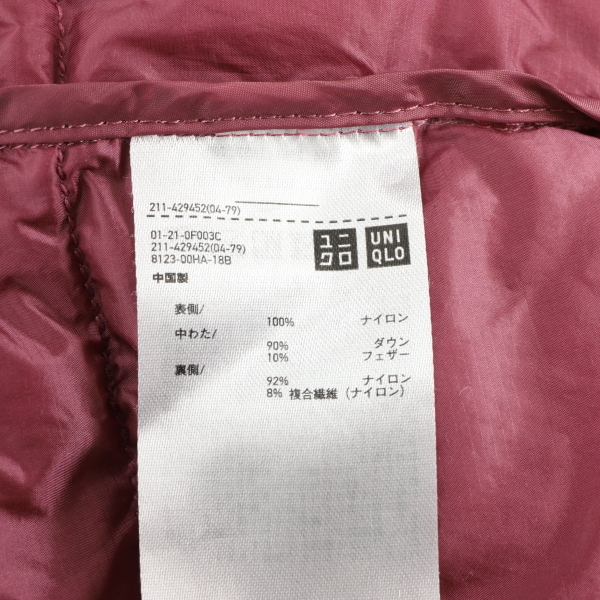 211-429452(04-79)
01-21-0F003C
211-429452(04-79)
8123-00HA-18B
ユニ
クロ
UNI
QLO
中国製
表側/
100% ナイロン
中わた/
90% ダウン
10% フェザー
裏側/
92% ナイロン
8% 複合繊維（ナイロン）